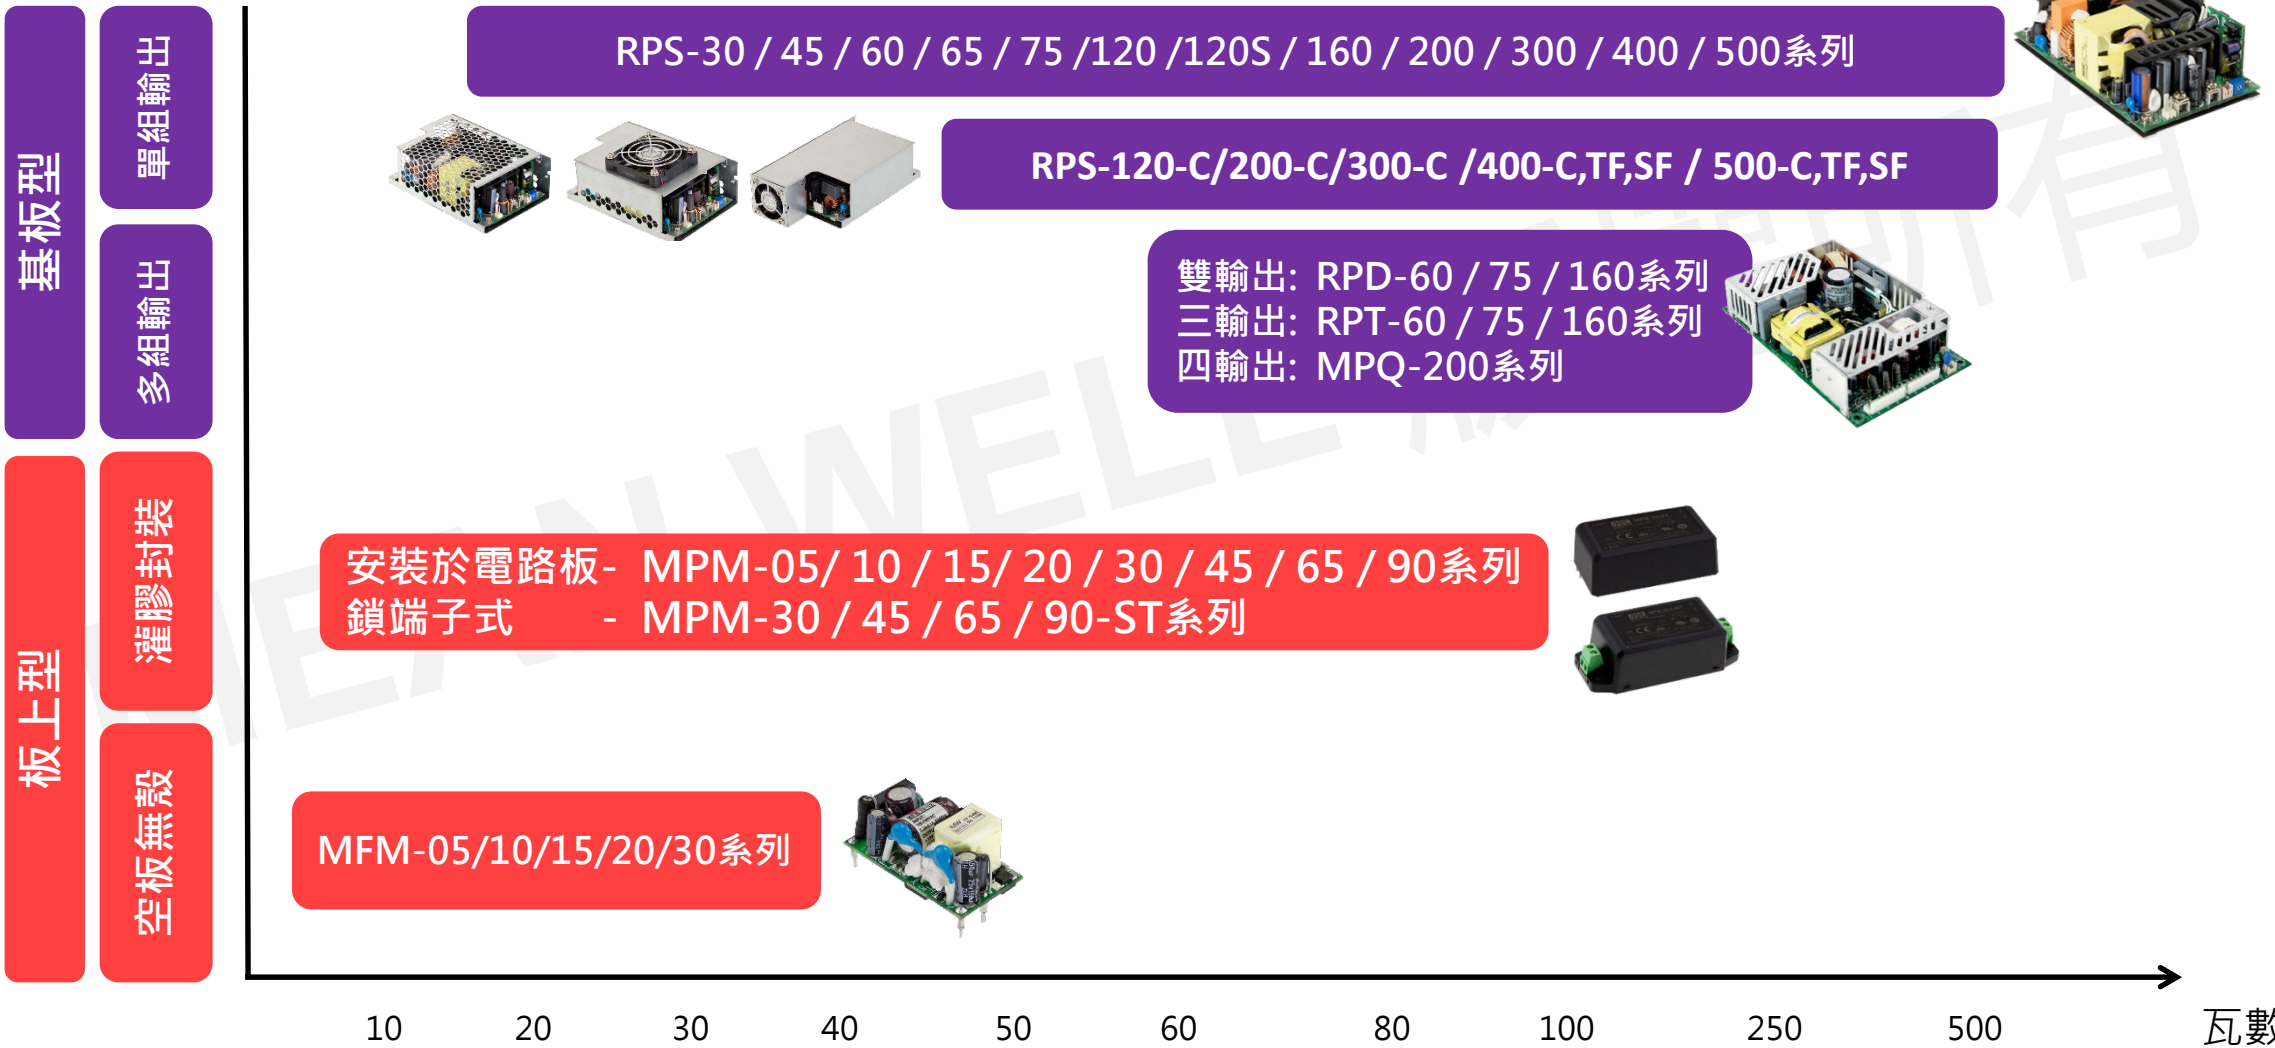 基板型
單組輸出
RPS-30 / 45 / 60 / 65 / 75 /120 /120S / 160 / 200 / 300 / 400 / 500系列
RPS-120-C/200-C/300-C /400-C,TF,SF / 500-C,TF,SF
多組輸出
雙輸出: RPD-60 / 75 / 160系列
三輸出: RPT-60 / 75 / 160系列
四輸出: MPQ-200系列
板上型
灌膠封裝
安裝於電路板- MPM-05/ 10 / 15/ 20 / 30 / 45 / 65 / 90系列
鎖端子式 - MPM-30 / 45 / 65 / 90-ST系列
空板無殼
MFM-05/10/15/20/30系列
10 20 30 40 50 60 80 100 250 500 瓦數
MEAN WELL 版權所有